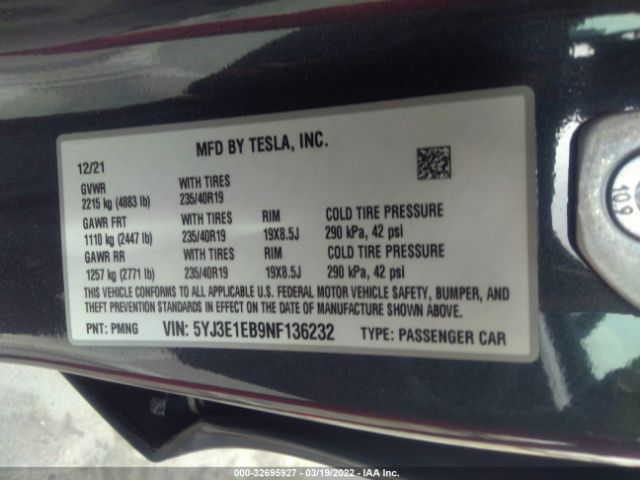 MFD BY TESLA, INC.
12/21
GVWR WITH TIRES
2215 kg (4883 lb) 235/40R19
GAWR FRT WITH TIRES RIM COLD TIRE PRESSURE
1110 kg (2447 lb) 235/40R19 19X8.5J 290 kPa, 42 psi
GAWR RR WITH TIRES RIM COLD TIRE PRESSURE
1257 kg (2771 lb) 235/40R19 19X8.5J 290 kPa, 42 psi
THIS VEHICLE CONFORMS TO ALL APPLICABLE U.S. FEDERAL MOTOR VEHICLE SAFETY, BUMPER, AND
THEFT PREVENTION STANDARDS IN EFFECT ON THE DATE OF MANUFACTURE SHOWN ABOVE.
PNT: PMNG VIN: 5YJ3E1EB9NF136232 TYPE: PASSENGER CAR
10.9
000-32695927 - 03/19/2022 - IAA Inc.